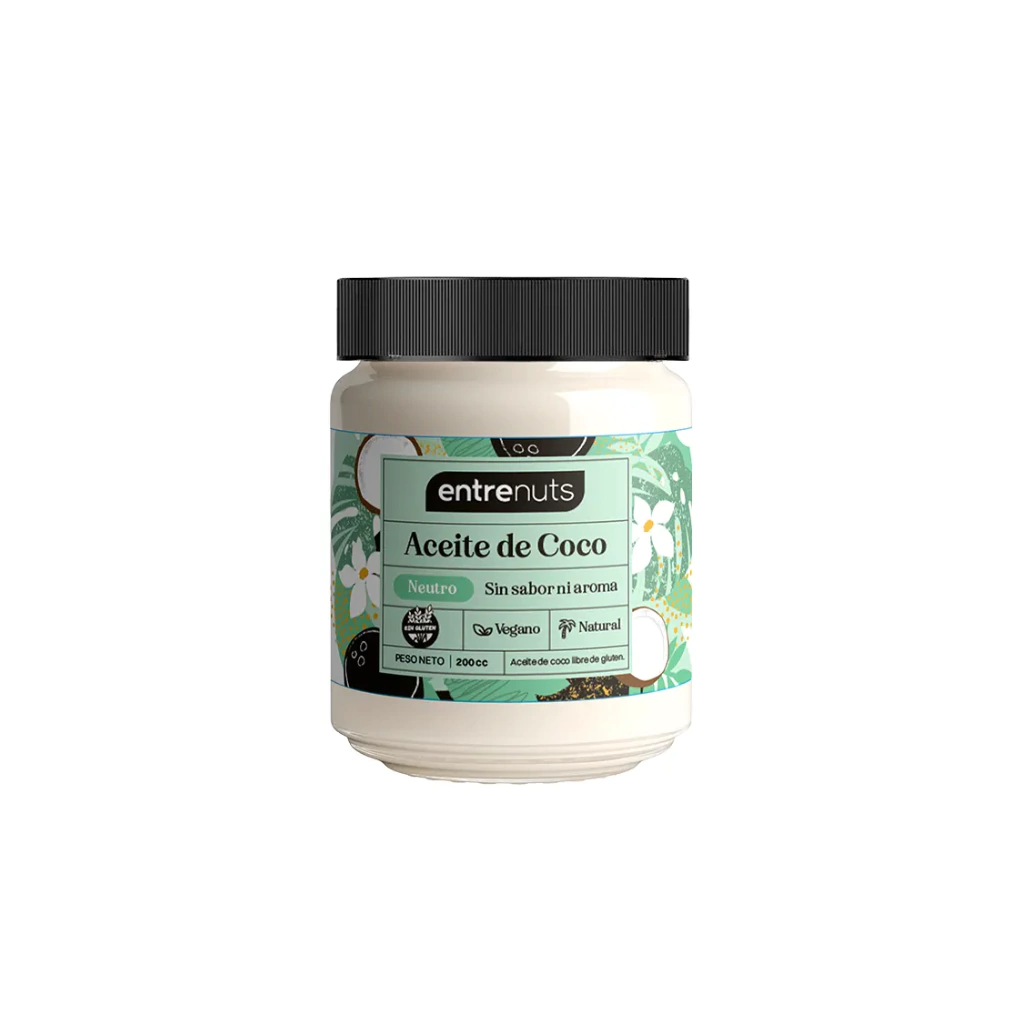 entrenuts
Aceite de Coco
Neutro Sin sabor ni aroma
SIN GLUTEN Vegano Natural
PESO NETO | 200cc Aceite de coco libre de gluten.